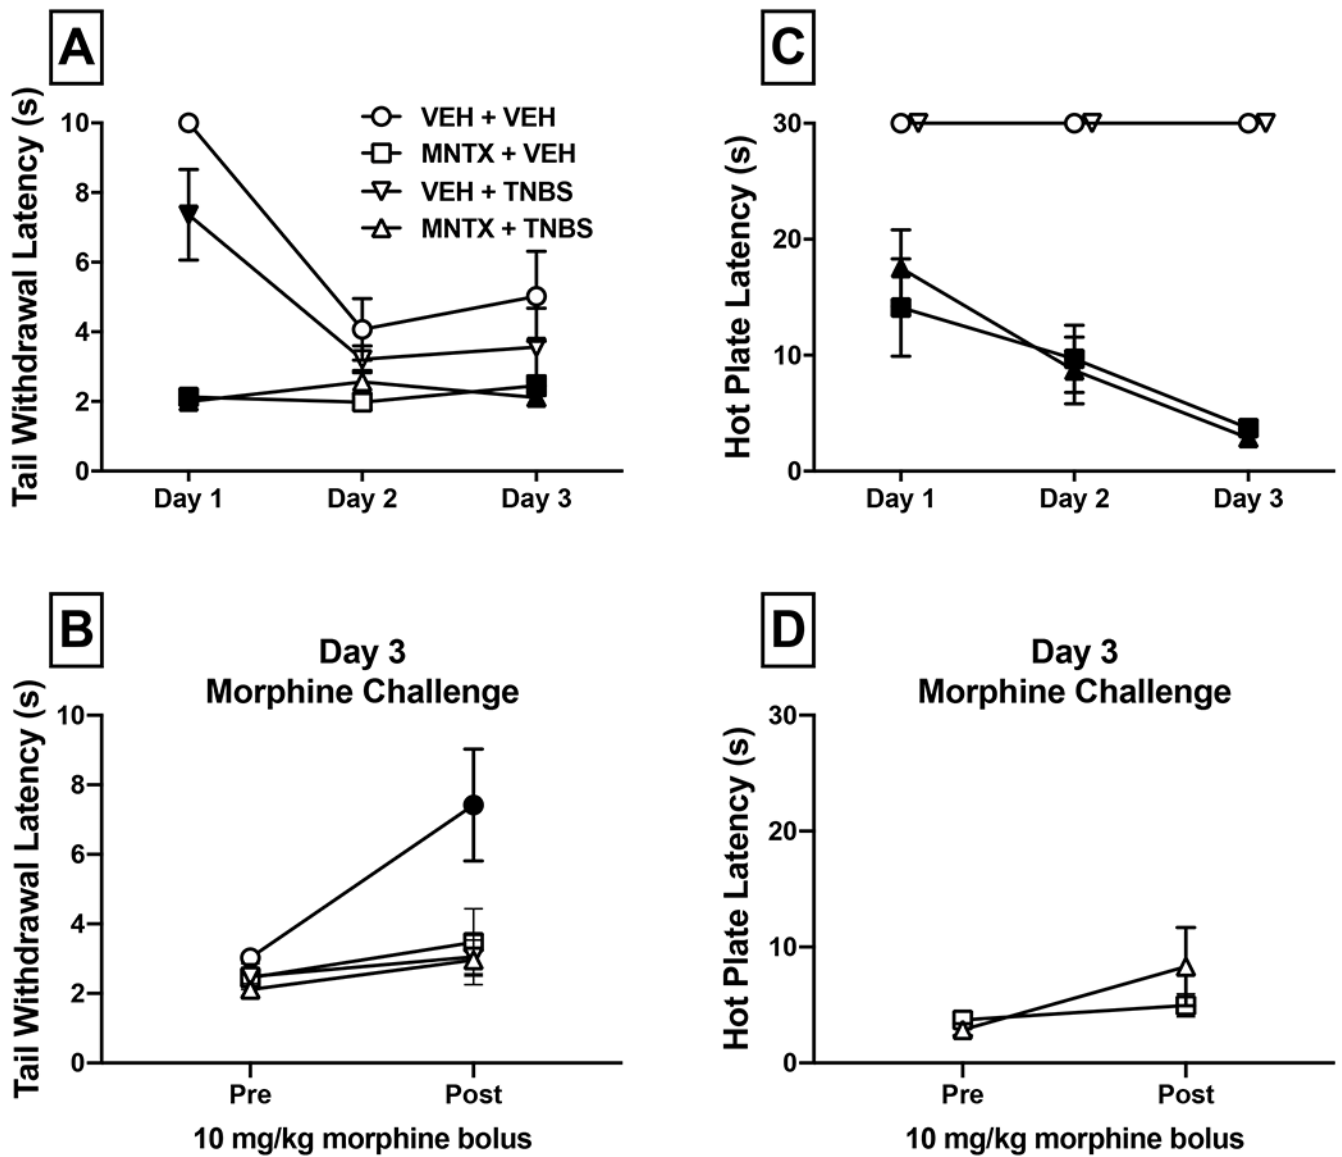 A
Tail Withdrawal Latency (s)
10
8
6
4
2
0
VEH + VEH
MNTX + VEH
VEH + TNBS
MNTX + TNBS
Day 1 Day 2 Day 3
C
Hot Plate Latency (s)
30
20
10
0
Day 1 Day 2 Day 3
B
Day 3
Morphine Challenge
Tail Withdrawal Latency (s)
10
8
6
4
2
0
Pre Post
10 mg/kg morphine bolus
D
Day 3
Morphine Challenge
Hot Plate Latency (s)
30
20
10
0
Pre Post
10 mg/kg morphine bolus